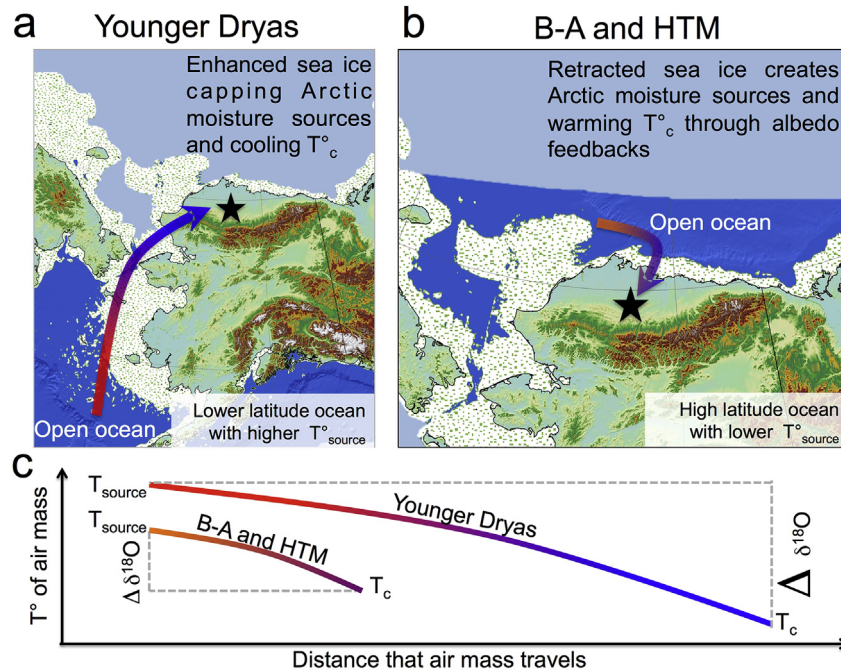 a
Younger Dryas
Enhanced sea ice
capping Arctic
moisture sources
and cooling T°c
Open ocean
Lower latitude ocean
with higher T°source
b
B-A and HTM
Retracted sea ice creates
Arctic moisture sources and
warming T°c through albedo
feedbacks
Open ocean
High latitude ocean
with lower T°source
c
T° of air mass
Tsource
Tsource
Younger Dryas
B-A and HTM
Δ δ18O
Tc
Δ δ18O
Tc
Distance that air mass travels